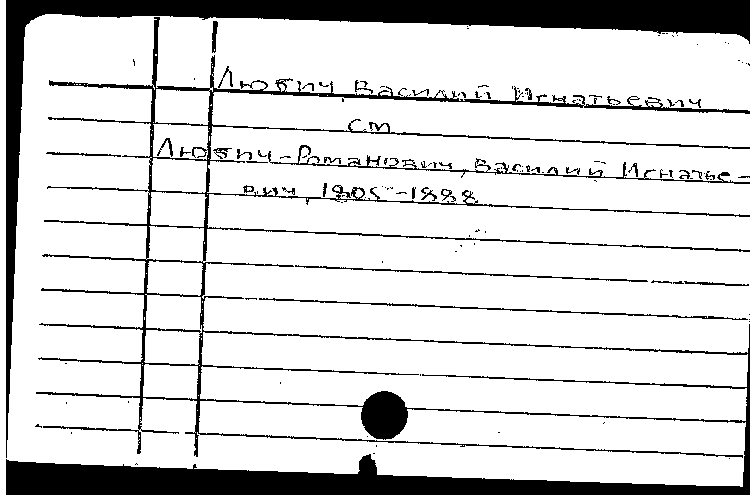 Любич, Василий Игнатьевич
см
Любич-Романович, Василий Игнатье-
вич, 1805-1888